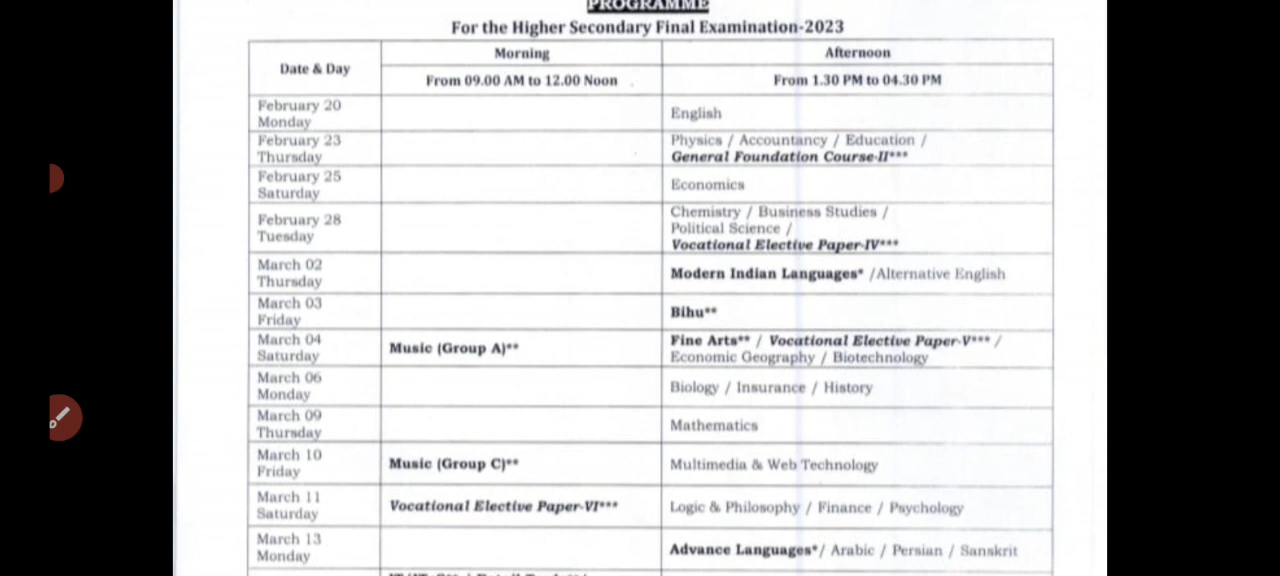 PROGRAMME
For the Higher Secondary Final Examination-2023
Date & Day
Morning
Afternoon
From 09.00 AM to 12.00 Noon
From 1.30 PM to 04.30 PM
February 20
Monday
English
February 23
Thursday
Physics / Accountancy / Education /
General Foundation Course-II***
February 25
Saturday
Economics
February 28
Tuesday
Chemistry / Business Studies /
Political Science /
Vocational Elective Paper-IV***
March 02
Thursday
Modern Indian Languages* /Alternative English
March 03
Friday
Bihu**
March 04
Saturday
Music (Group A)**
Fine Arts** / Vocational Elective Paper-V*** /
Economic Geography / Biotechnology
March 06
Monday
Biology / Insurance / History
March 09
Thursday
Mathematics
March 10
Friday
Music (Group C)**
Multimedia & Web Technology
March 11
Saturday
Vocational Elective Paper-VI***
Logic & Philosophy / Finance / Psychology
March 13
Monday
Advance Languages*/ Arabic / Persian / Sanskrit